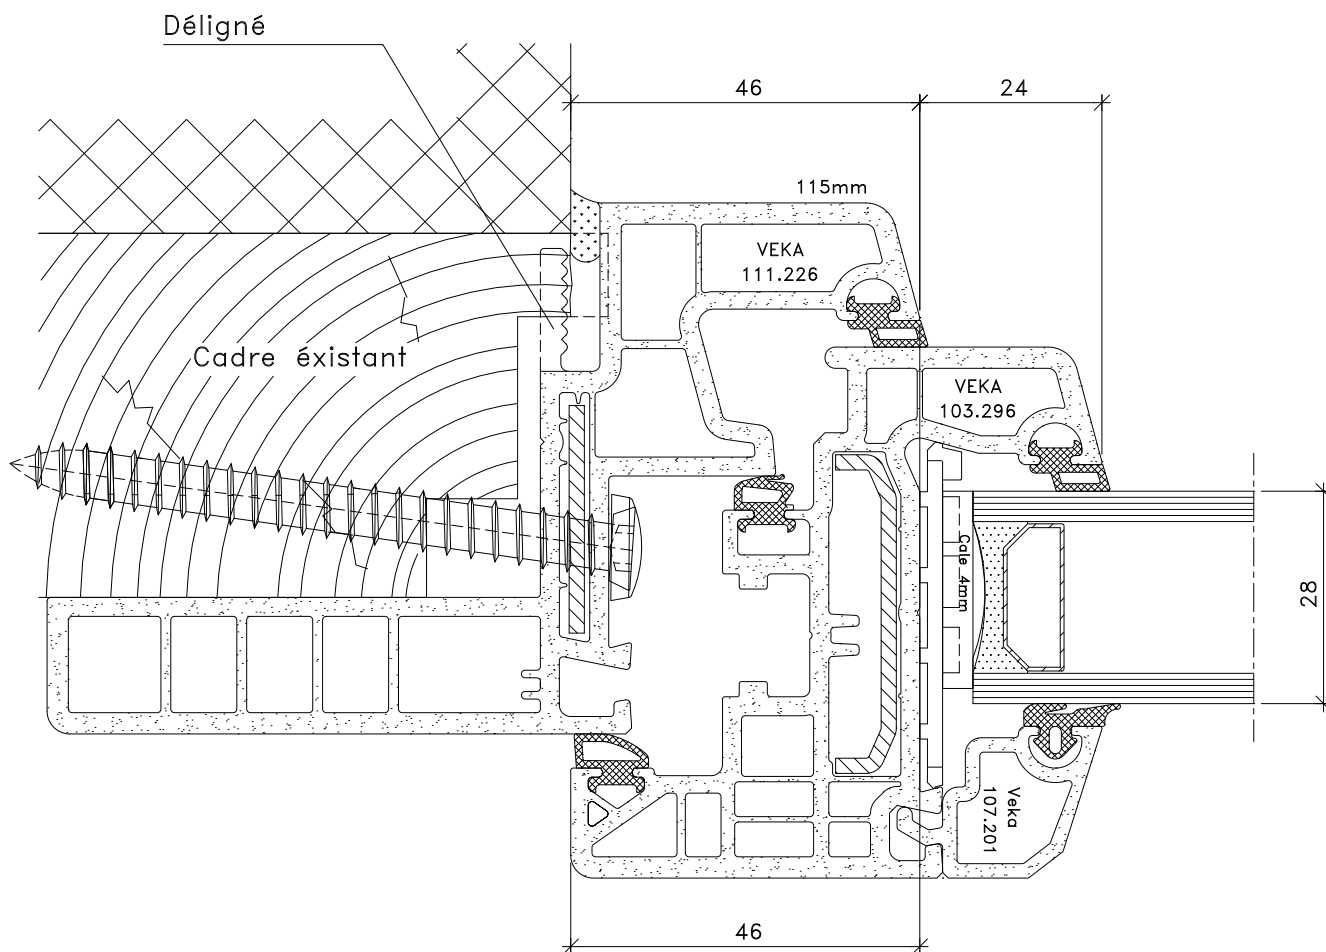 Déligné
46
24
115mm
VEKA
111.226
Cadre éxistant
VEKA
103.296
Cale 4mm
28
Veka
107.201
46